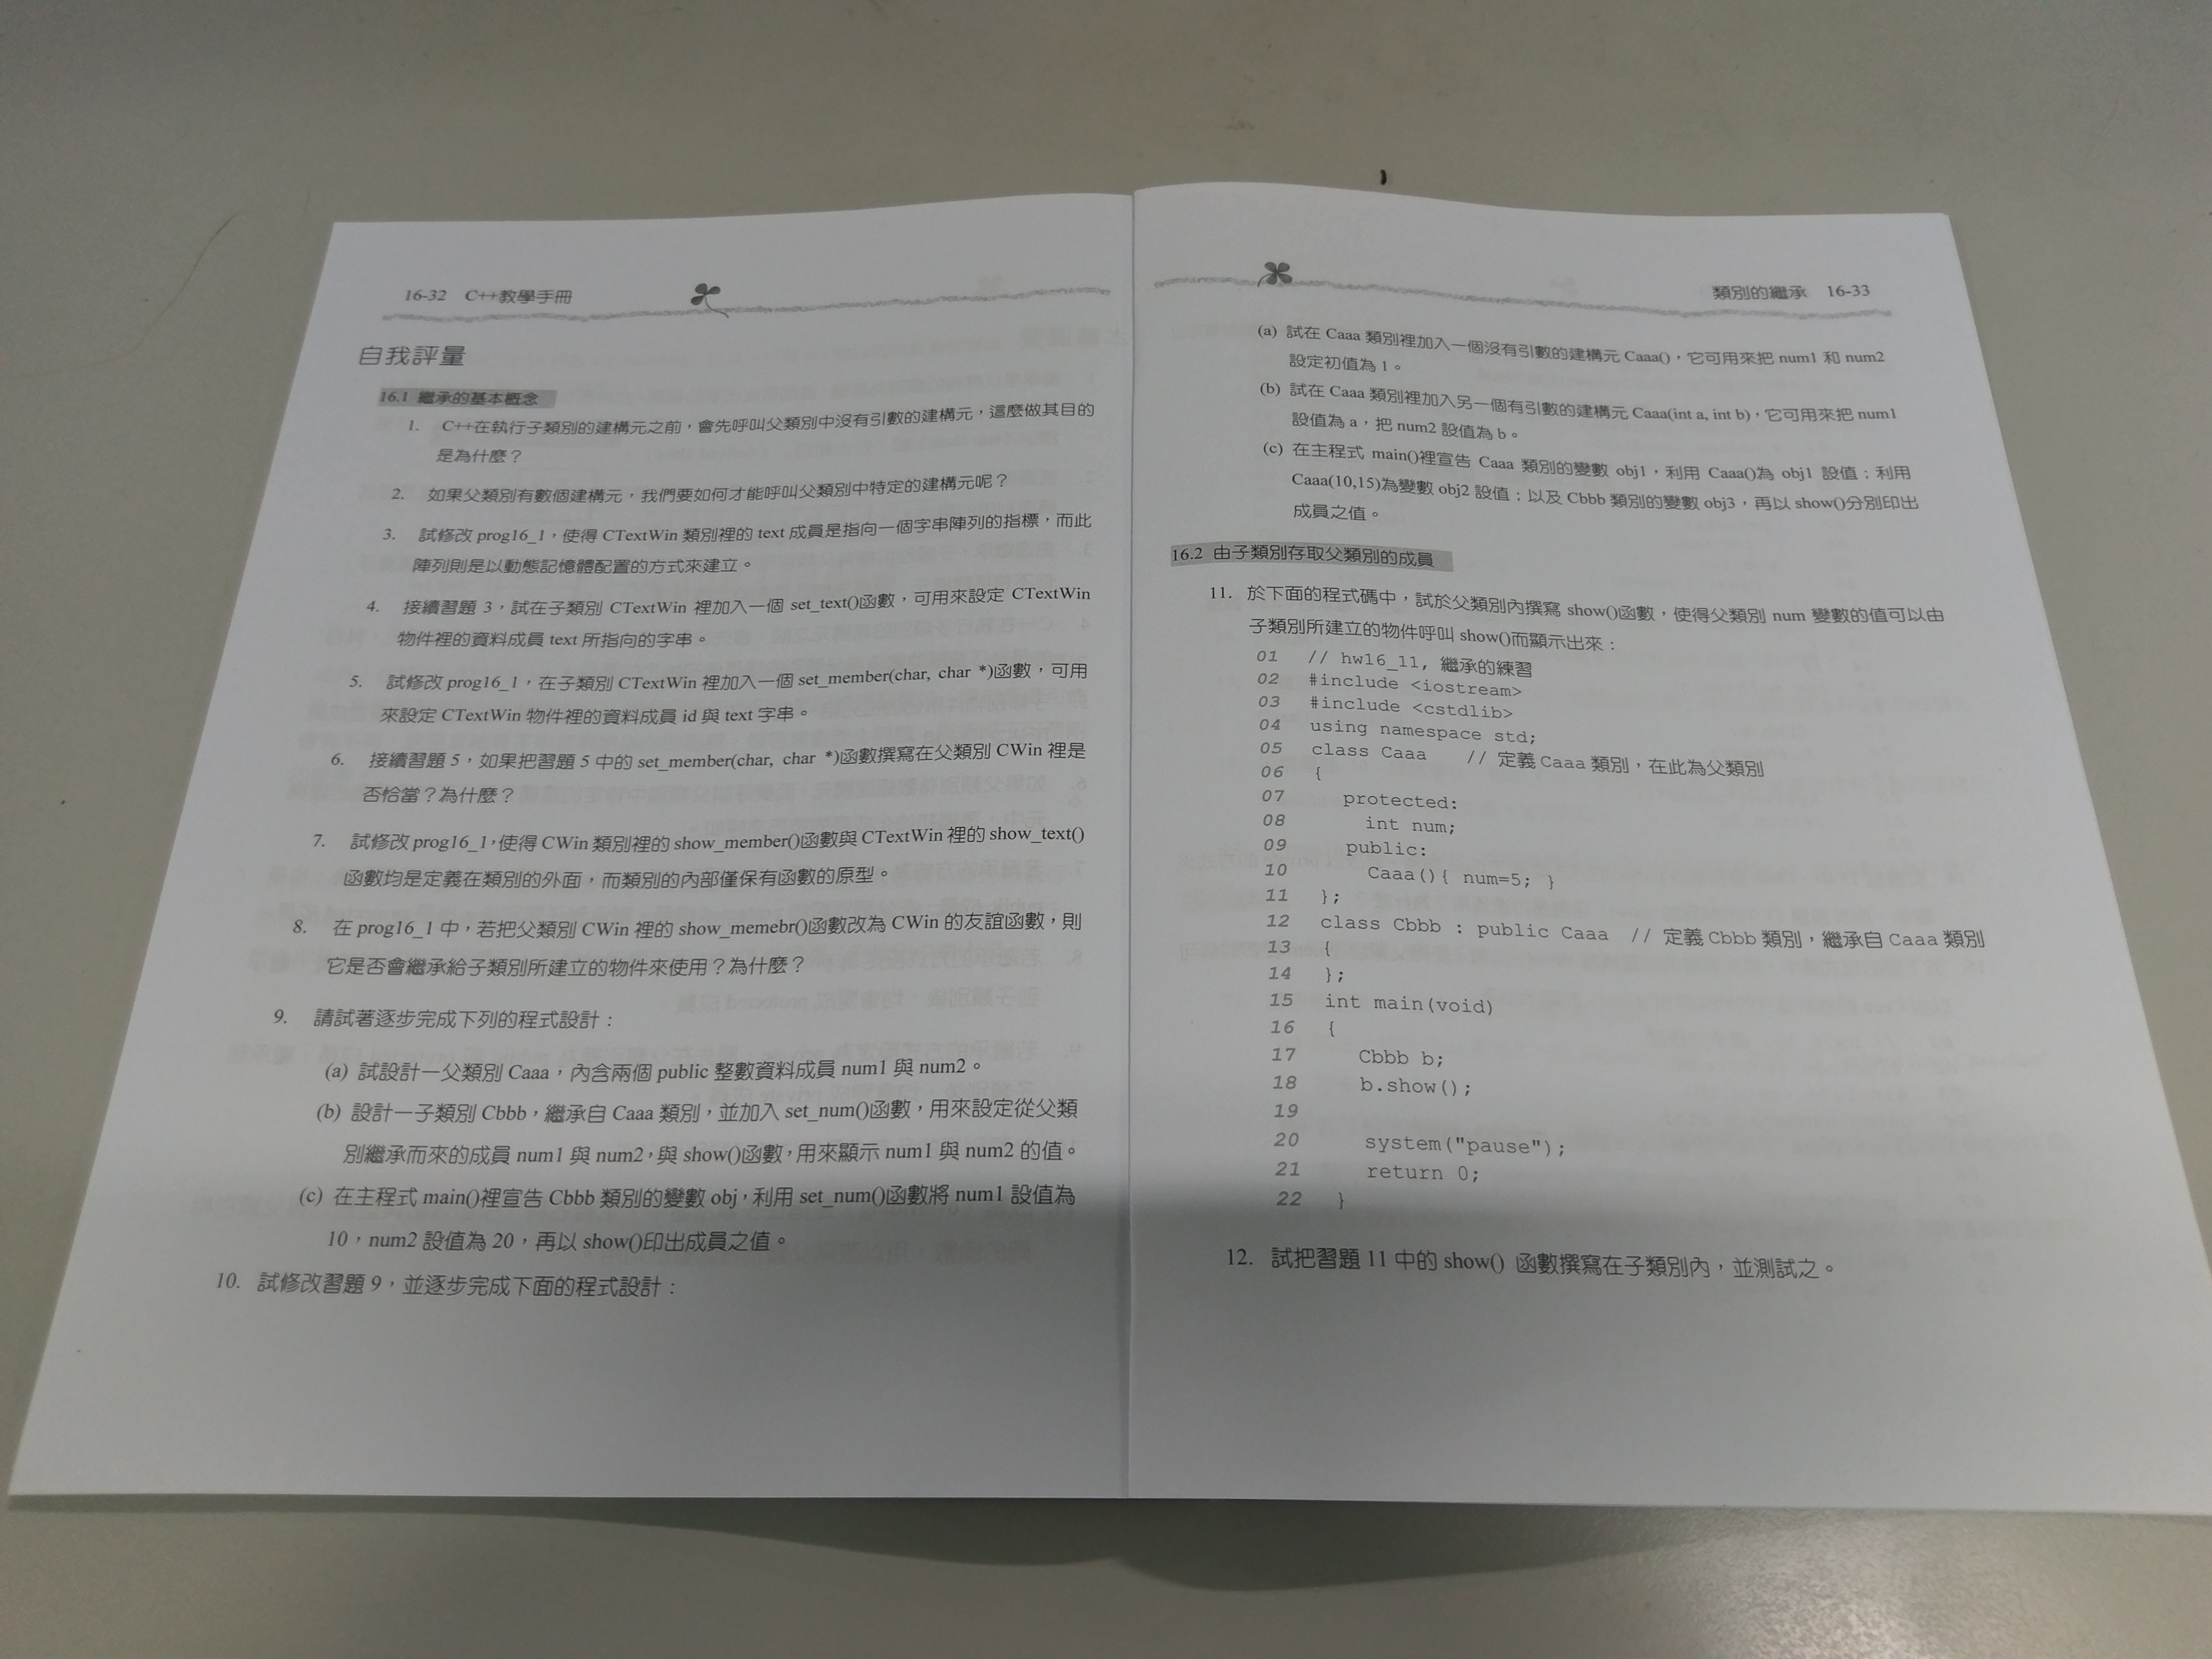 16-32 C++教學手冊
自我評量
16.1 繼承的基本概念
1. C++在執行子類別的建構元之前，會先呼叫父類別中沒有引數的建構元，這麼做其目的
是為什麼？
2. 如果父類別有數個建構元，我們要如何才能呼叫父類別中特定的建構元呢？
3. 試修改 prog16_1，使得 CTextWin 類別裡的 text 成員是指向一個字串陣列的指標，而此
陣列則是以動態記憶體配置的方式來建立。
4. 接續習題 3，試在子類別 CTextWin 裡加入一個 set_text()函數，可用來設定 CTextWin
物件裡的資料成員 text 所指向的字串。
5. 試修改 prog16_1，在子類別 CTextWin 裡加入一個 set_member(char, char *)函數，可用
來設定 CTextWin 物件裡的資料成員 id 與 text 字串。
6. 接續習題 5，如果把習題 5 中的 set_member(char, char *)函數撰寫在父類別 CWin 裡是
否恰當？為什麼？
7. 試修改 prog16_1，使得 CWin 類別裡的 show_member()函數與 CTextWin 裡的 show_text()
函數均是定義在類別的外面，而類別的內部僅保有函數的原型。
8. 在 prog16_1 中，若把父類別 CWin 裡的 show_memebr()函數改為 CWin 的友誼函數，則
它是否會繼承給子類別所建立的物件來使用？為什麼？
9. 請試著逐步完成下列的程式設計：
(a) 試設計一父類別 Caaa，內含兩個 public 整數資料成員 num1 與 num2。
(b) 設計一子類別 Cbbb，繼承自 Caaa 類別，並加入 set_num()函數，用來設定從父類
別繼承而來的成員 num1 與 num2，與 show()函數，用來顯示 num1 與 num2 的值。
(c) 在主程式 main()裡宣告 Cbbb 類別的變數 obj，利用 set_num()函數將 num1 設值為
10，num2 設值為 20，再以 show()印出成員之值。
10. 試修改習題 9，並逐步完成下面的程式設計：
類別的繼承 16-33
(a) 試在 Caaa 類別裡加入一個沒有引數的建構元 Caaa()，它可用來把 num1 和 num2
設定初值為 1。
(b) 試在 Caaa 類別裡加入另一個有引數的建構元 Caaa(int a, int b)，它可用來把 num1
設值為 a，把 num2 設值為 b。
(c) 在主程式 main()裡宣告 Caaa 類別的變數 obj1，利用 Caaa()為 obj1 設值；利用
Caaa(10,15)為變數 obj2 設值；以及 Cbbb 類別的變數 obj3，再以 show()分別印出
成員之值。
16.2 由子類別存取父類別的成員
11. 於下面的程式碼中，試於父類別內撰寫 show()函數，使得父類別 num 變數的值可以由
子類別所建立的物件呼叫 show()而顯示出來：
01 // hw16_11, 繼承的練習
02 #include <iostream>
03 #include <cstdlib>
04 using namespace std;
05 class Caaa // 定義 Caaa 類別，在此為父類別
06 {
07 protected:
08 int num;
09 public:
10 Caaa(){ num=5; }
11 };
12 class Cbbb : public Caaa // 定義 Cbbb 類別，繼承自 Caaa 類別
13 {
14 };
15 int main(void)
16 {
17 Cbbb b;
18 b.show();
19
20 system("pause");
21 return 0;
22 }
12. 試把習題 11 中的 show() 函數撰寫在子類別內，並測試之。